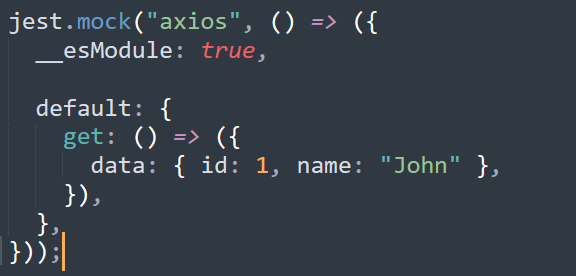 jest.mock("axios", () => ({
  __esModule: true,

  default: {
    get: () => ({
      data: { id: 1, name: "John" },
    }),
  },
}));